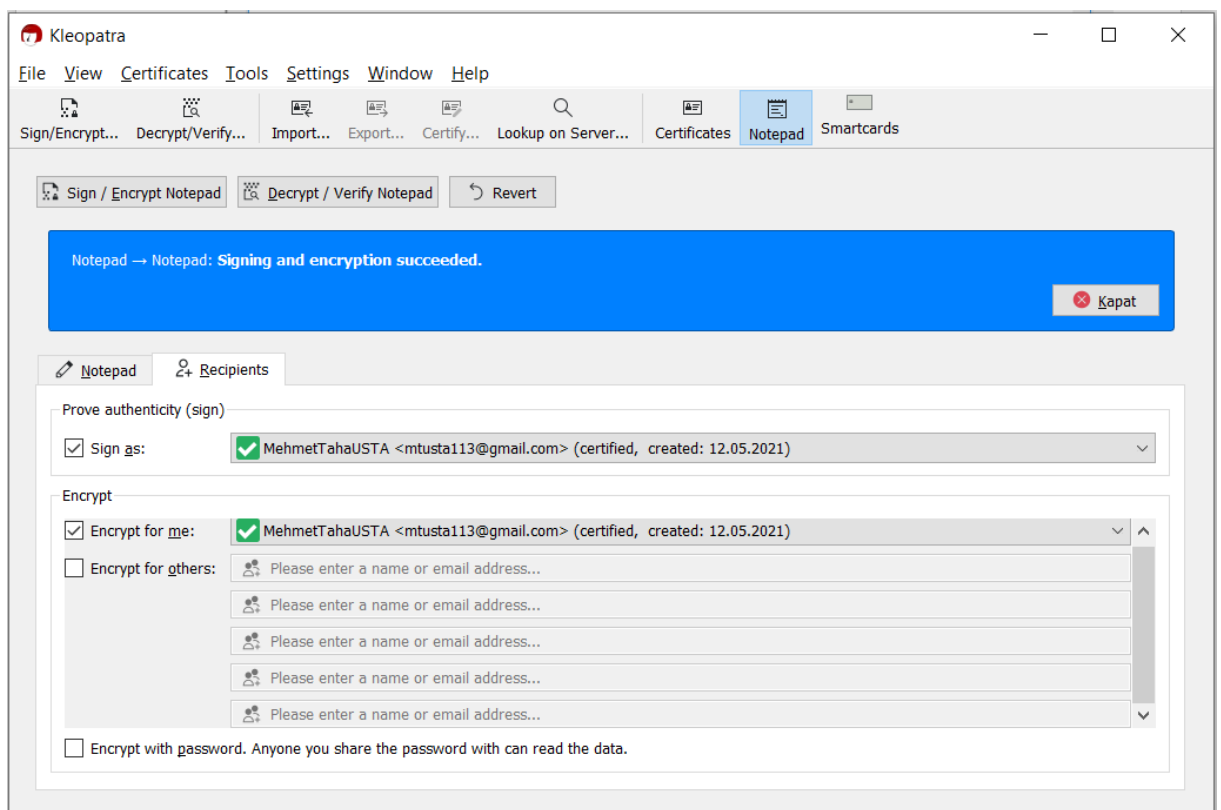 Kleopatra
File View Certificates Tools Settings Window Help
Sign/Encrypt... Decrypt/Verify... Import... Export... Certify... Lookup on Server... Certificates Notepad Smartcards
Sign / Encrypt Notepad Decrypt / Verify Notepad Revert
Notepad → Notepad: Signing and encryption succeeded.
Kapat
Notepad Recipients
Prove authenticity (sign)
Sign as: MehmetTahaUSTA <mtusta113@gmail.com> (certified, created: 12.05.2021)
Encrypt
Encrypt for me: MehmetTahaUSTA <mtusta113@gmail.com> (certified, created: 12.05.2021)
Encrypt for others: Please enter a name or email address...
Please enter a name or email address...
Please enter a name or email address...
Please enter a name or email address...
Please enter a name or email address...
Encrypt with password. Anyone you share the password with can read the data.